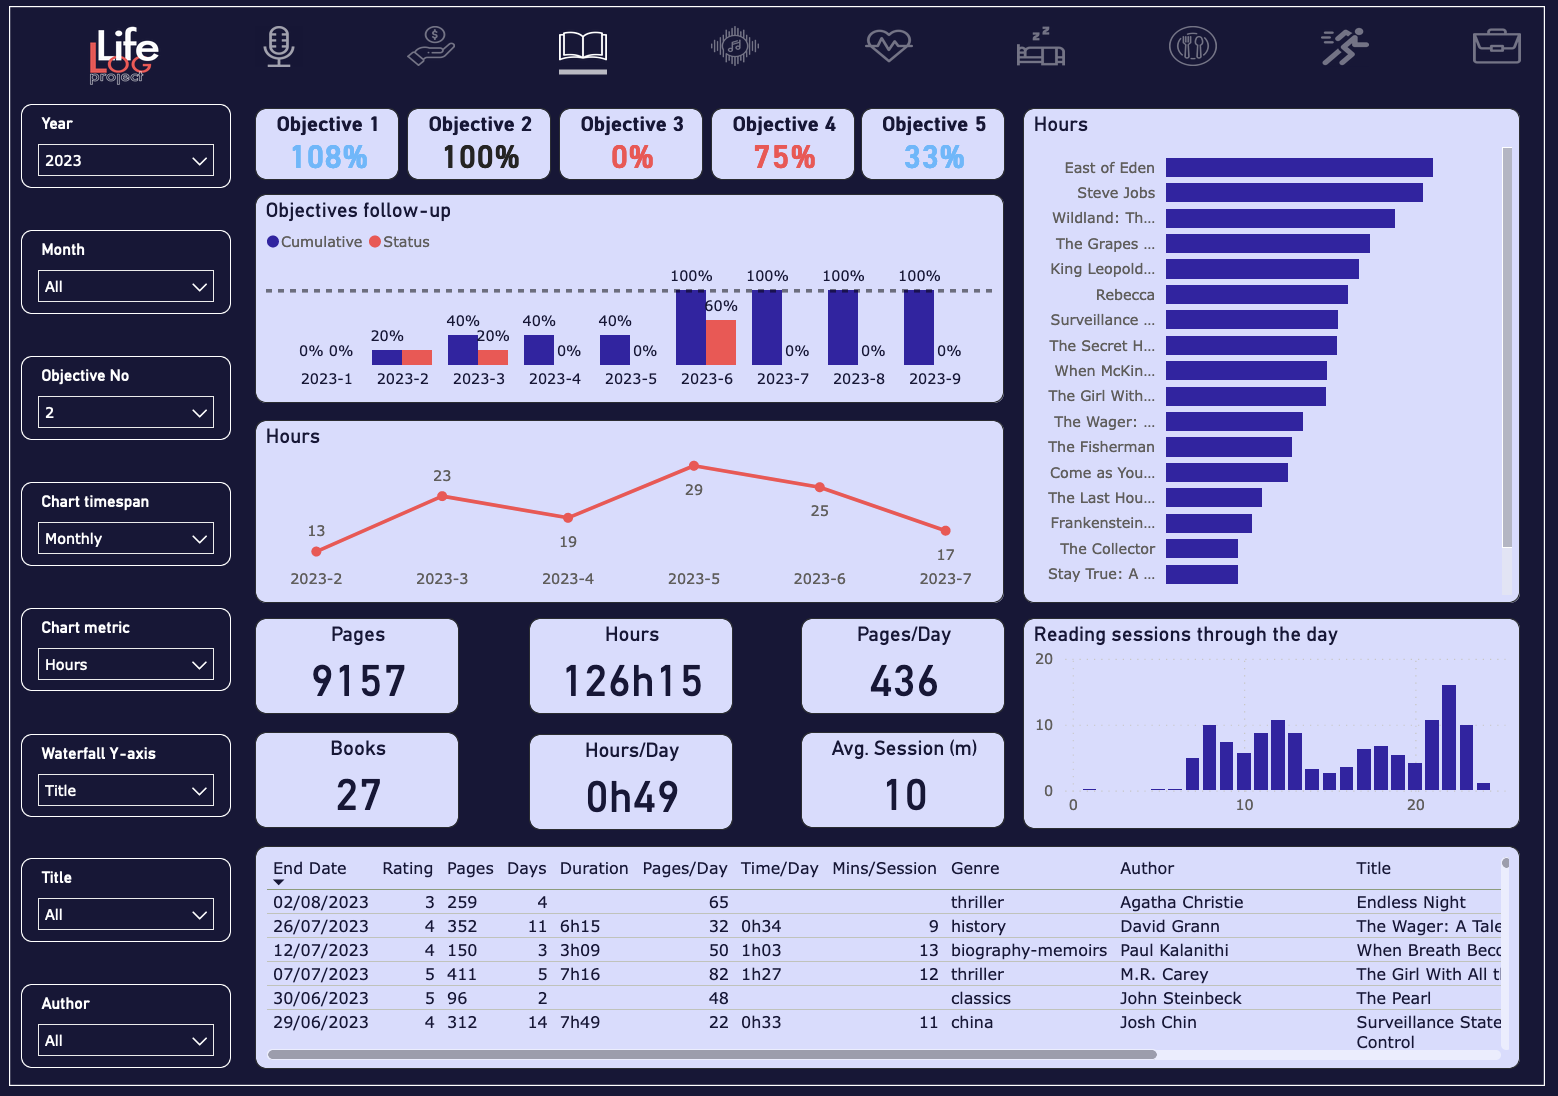 Life
LOG
project
Year
2023
Month
All
Objective No
2
Chart timespan
Monthly
Chart metric
Hours
Waterfall Y-axis
Title
Title
All
Author
All
Objective 1
108%
Objective 2
100%
Objective 3
0%
Objective 4
75%
Objective 5
33%
Objectives follow-up
Cumulative Status
100% 100% 100% 100%
60%
40% 40% 40%
20% 20%
0% 0% 0% 0% 0% 0% 0%
2023-1 2023-2 2023-3 2023-4 2023-5 2023-6 2023-7 2023-8 2023-9
Hours
13 23 19 29 25 17
2023-2 2023-3 2023-4 2023-5 2023-6 2023-7
Hours
East of Eden
Steve Jobs
Wildland: Th...
The Grapes ...
King Leopold...
Rebecca
Surveillance ...
The Secret H...
When McKin...
The Girl With...
The Wager: ...
The Fisherman
Come as You...
The Last Hou...
Frankenstein...
The Collector
Stay True: A ...
Pages
9157
Hours
126h15
Pages/Day
436
Books
27
Hours/Day
0h49
Avg. Session (m)
10
Reading sessions through the day
20
10
0
0 10 20
End Date Rating Pages Days Duration Pages/Day Time/Day Mins/Session Genre Author Title
02/08/2023 3 259 4 65 thriller Agatha Christie Endless Night
26/07/2023 4 352 11 6h15 32 0h34 9 history David Grann The Wager: A Tale
12/07/2023 4 150 3 3h09 50 1h03 13 biography-memoirs Paul Kalanithi When Breath Beco
07/07/2023 5 411 5 7h16 82 1h27 12 thriller M.R. Carey The Girl With All t
30/06/2023 5 96 2 48 classics John Steinbeck The Pearl
29/06/2023 4 312 14 7h49 22 0h33 11 china Josh Chin Surveillance State
Control